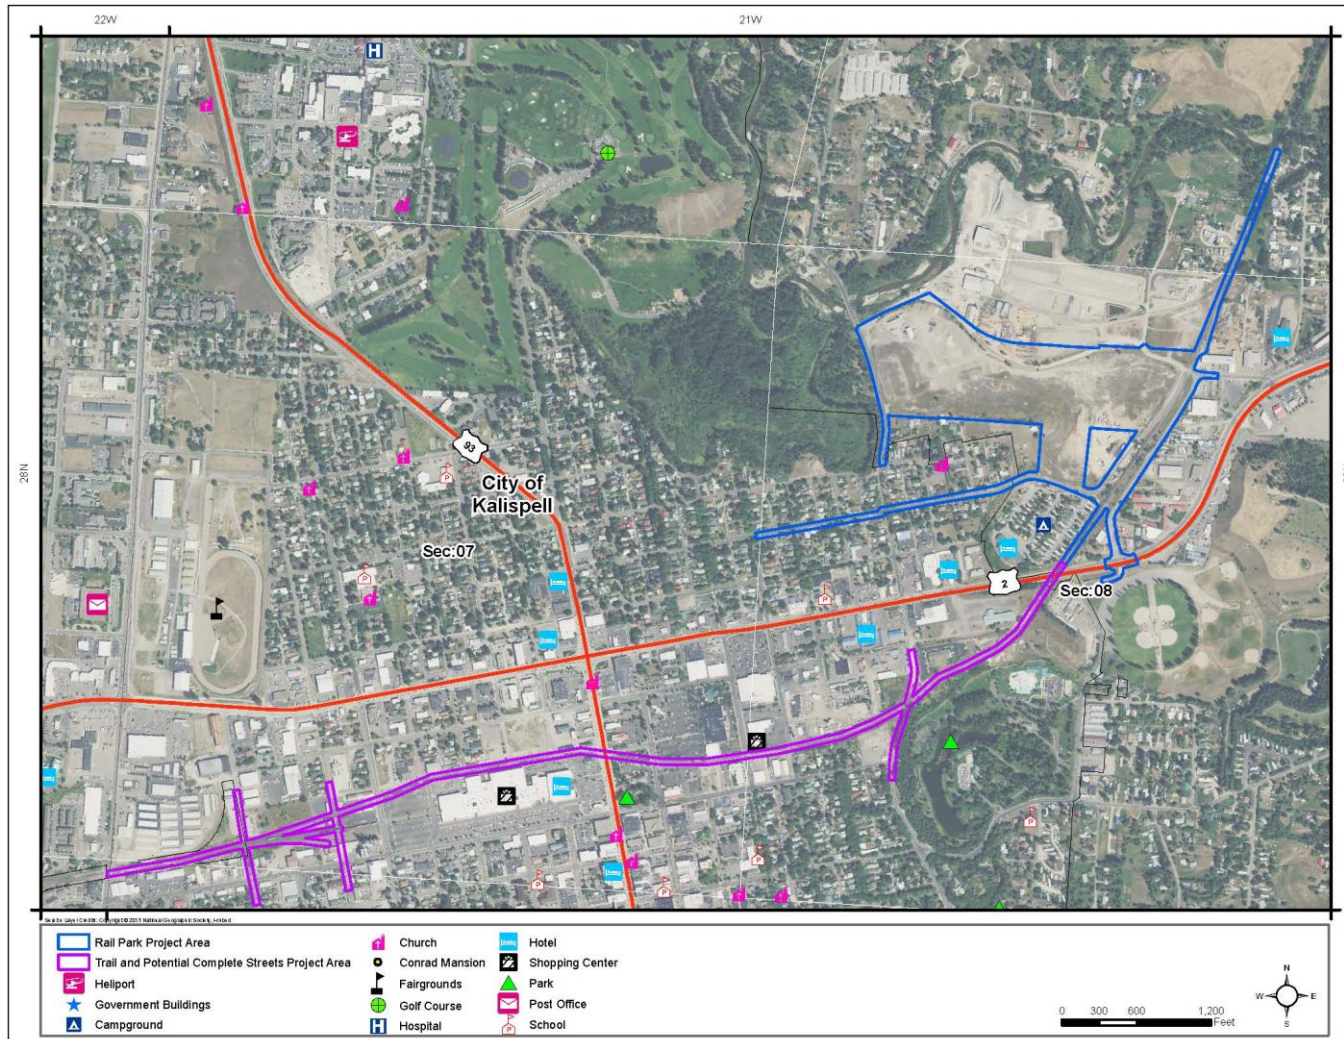 22W
21W
28N
H
93
City of
Kalispell
Sec:07
2
Sec:08
Rail Park Project Area
Trail and Potential Complete Streets Project Area
Heliport
Government Buildings
Campground
Church
Conrad Mansion
Fairgrounds
Golf Course
H Hospital
Hotel
Shopping Center
Park
Post Office
School
N
W E
S
0 300 600 1,200
Feet